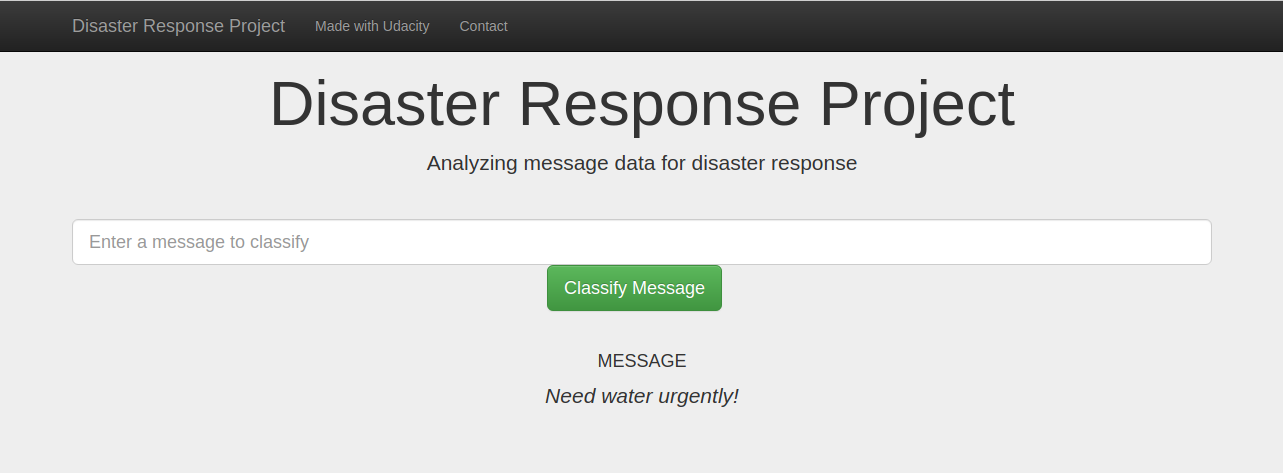 Disaster Response Project Made with Udacity Contact
Disaster Response Project
Analyzing message data for disaster response
Enter a message to classify
Classify Message
MESSAGE
Need water urgently!